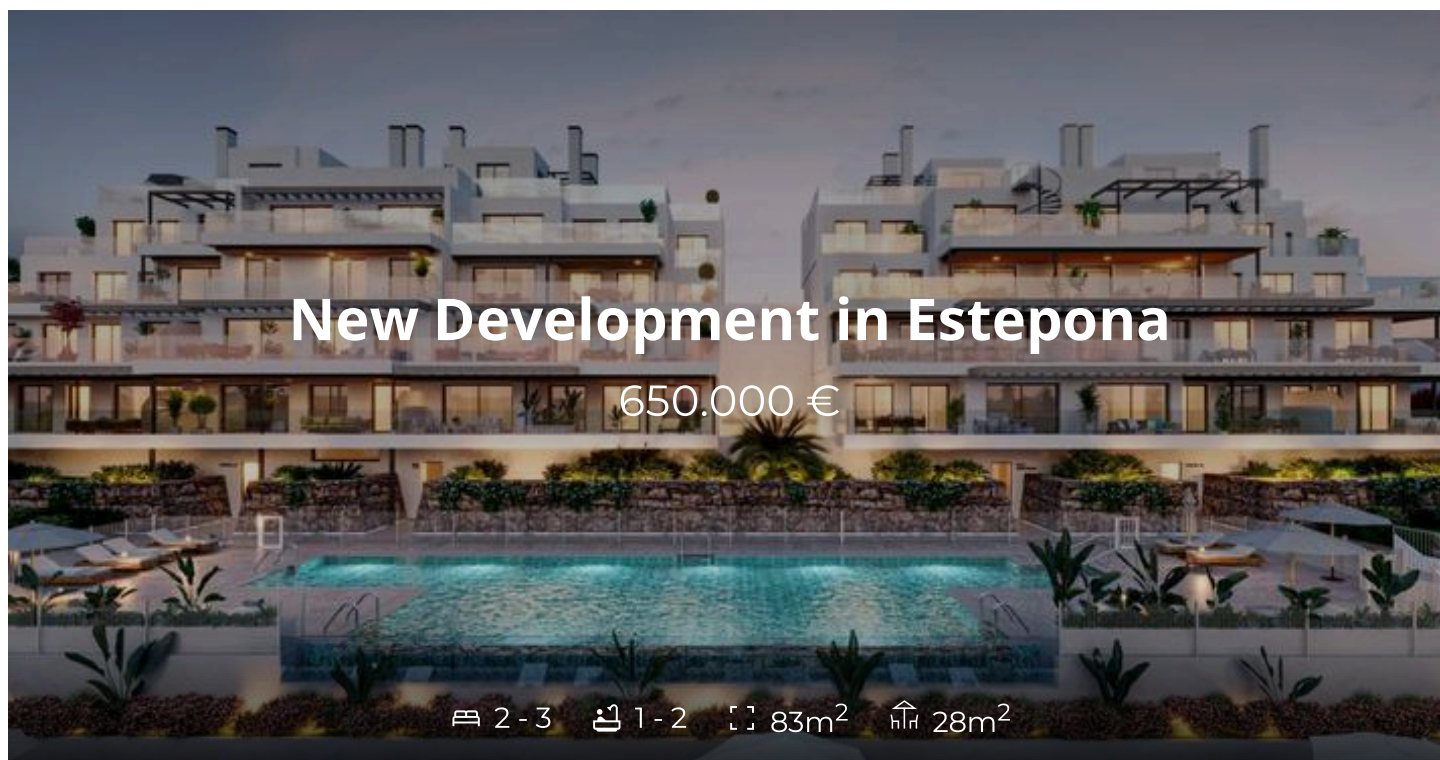 New Development in Estepona
650.000 €
2 - 3 1 - 2 83m² 28m²